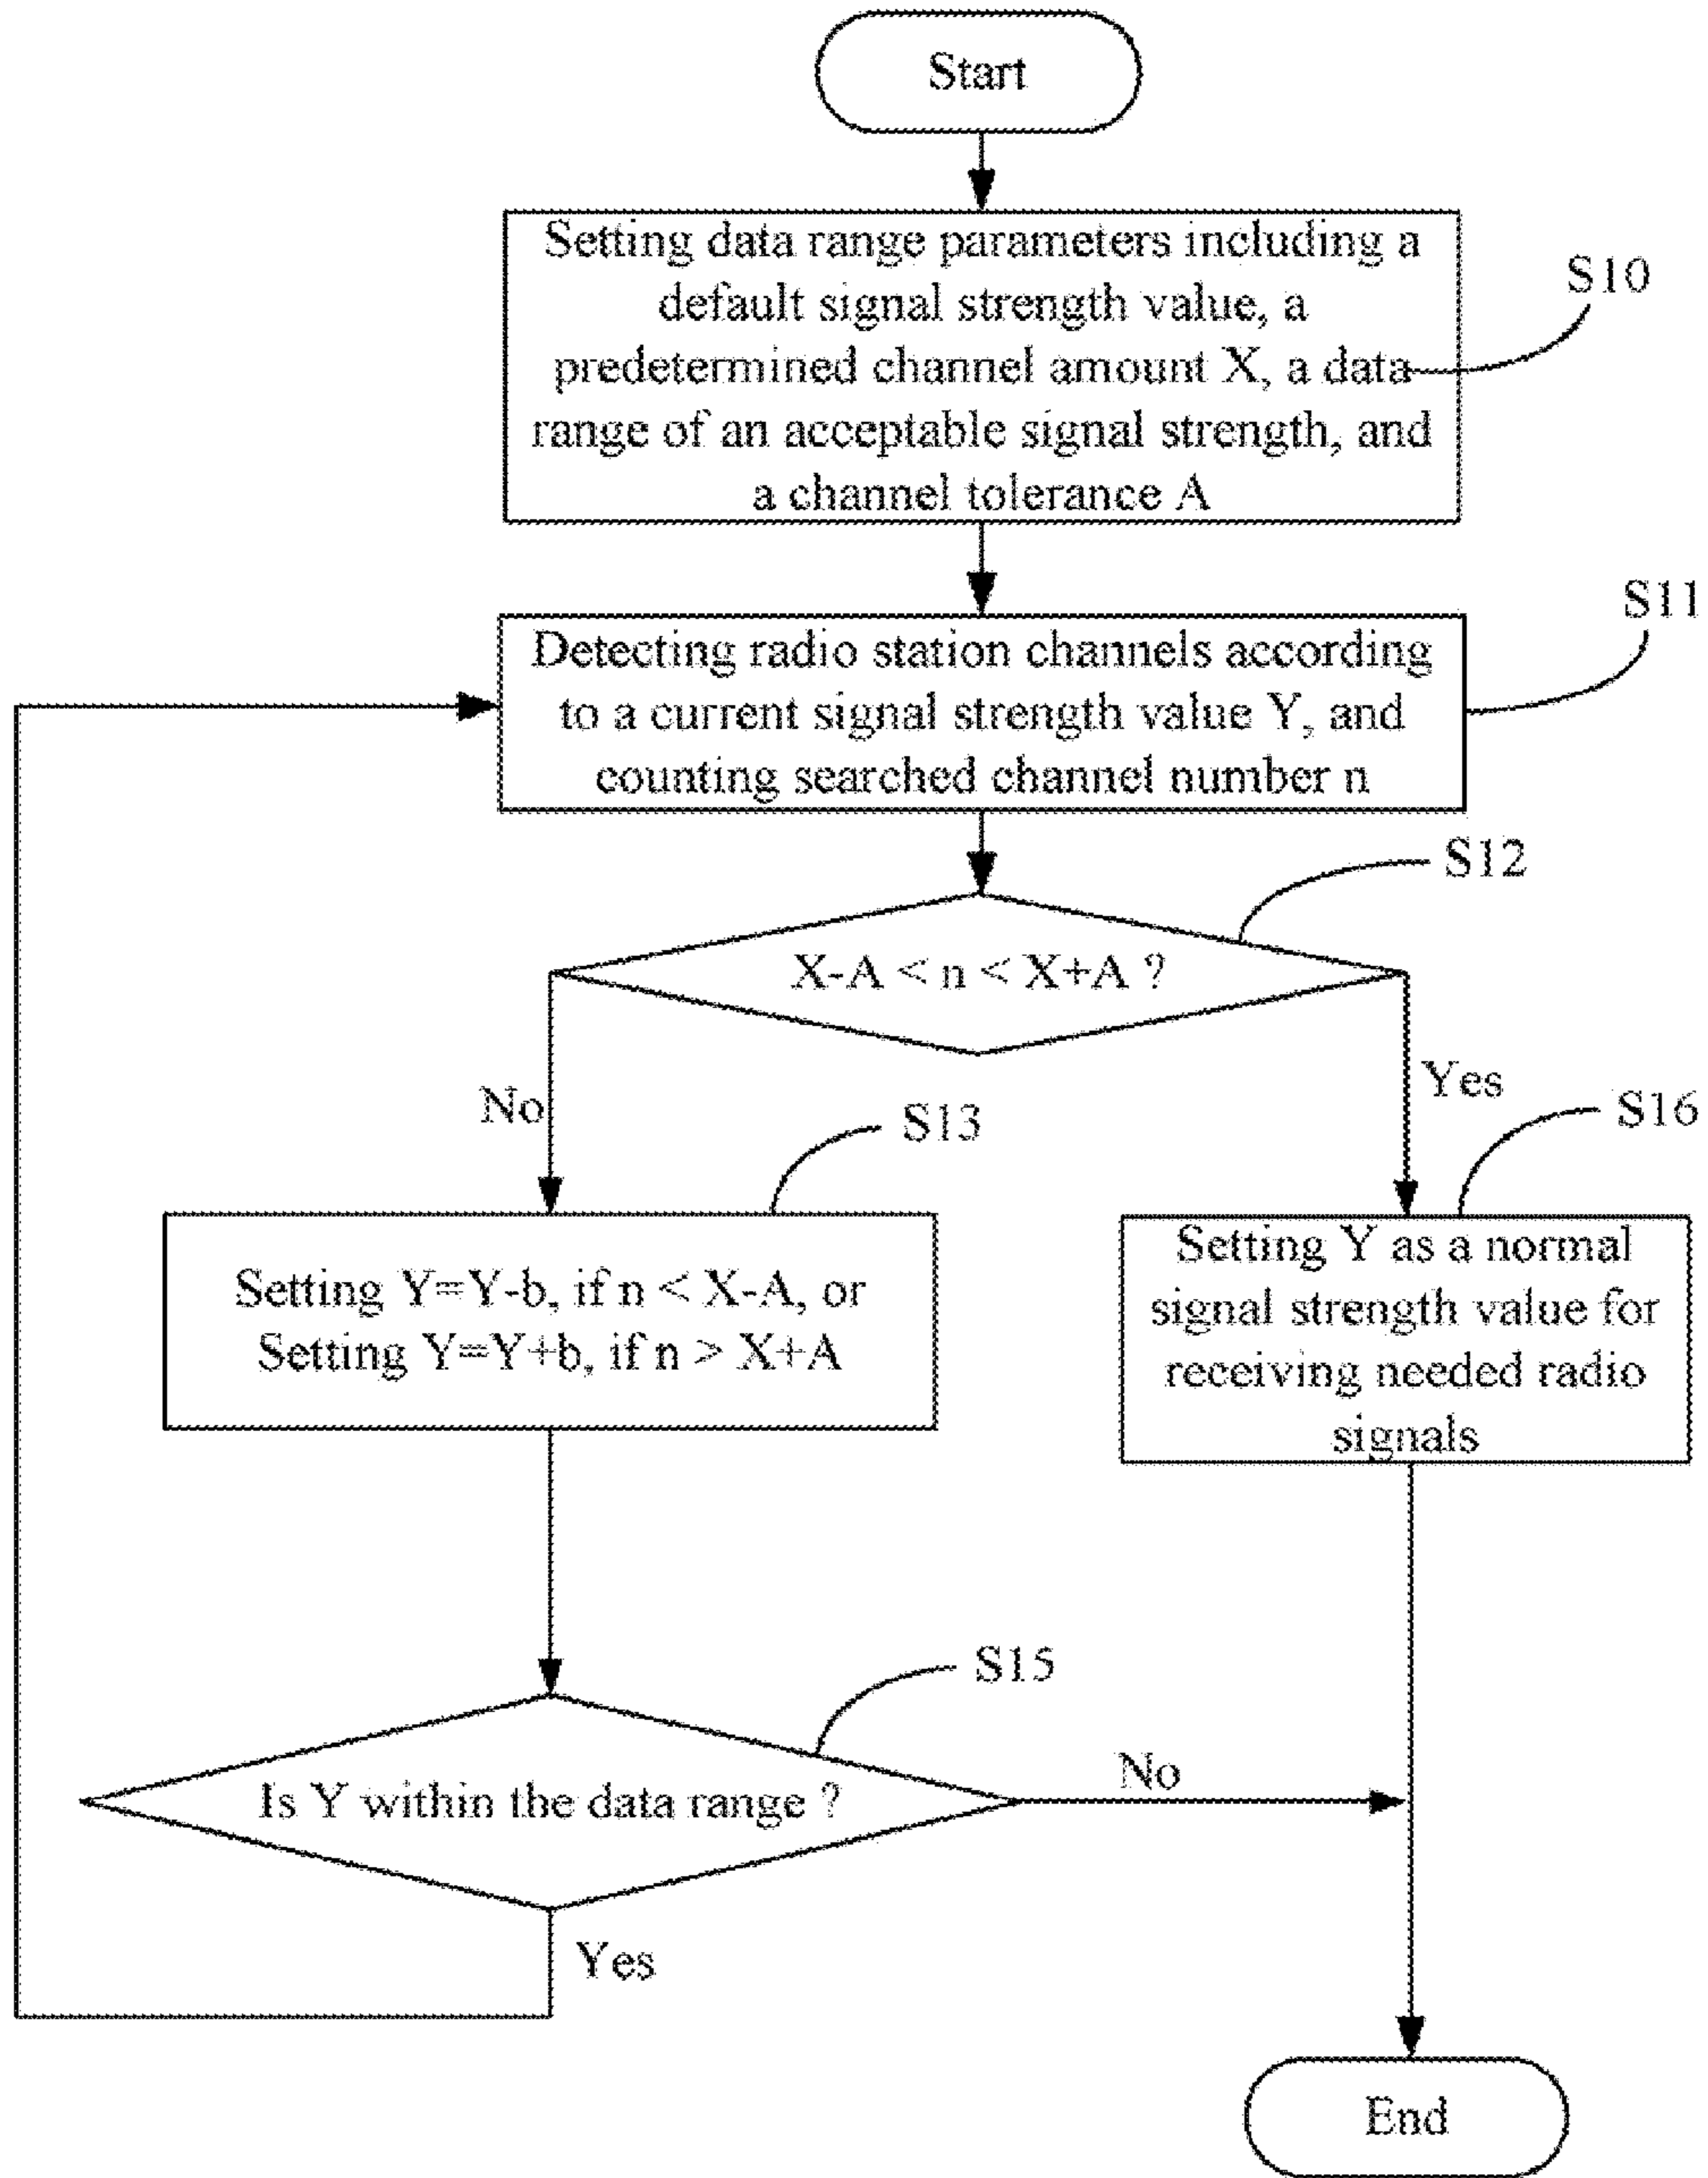 Start
Setting data range parameters including a
default signal strength value, a
predetermined channel amount X, a data
range of an acceptable signal strength, and
a channel tolerance A
S10
Detecting radio station channels according
to a current signal strength value Y, and
counting searched channel number n
S11
S12
X-A < n < X+A ?
No
Yes
S13
S16
Setting Y=Y-b, if n < X-A, or
Setting Y=Y+b, if n > X+A
Setting Y as a normal
signal strength value for
receiving needed radio
signals
S15
Is Y within the data range ?
No
Yes
End